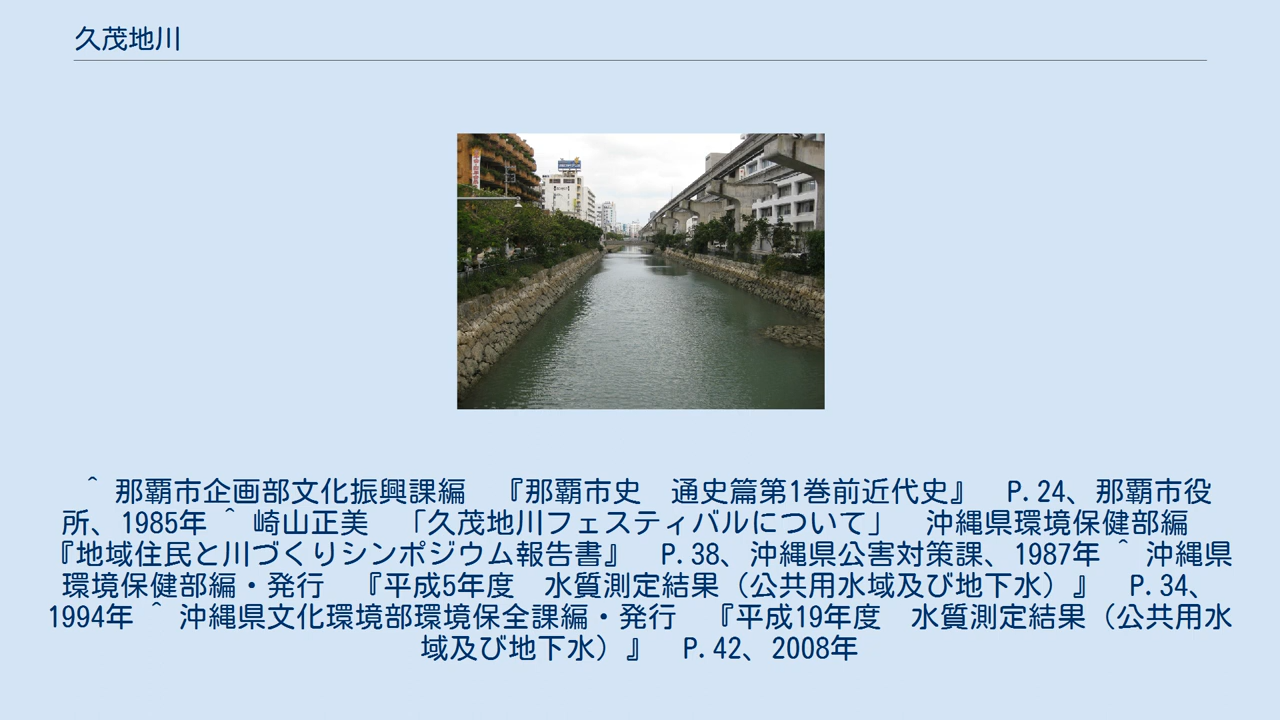 久茂地川
^ 那覇市企画部文化振興課編　『那覇市史　通史篇第1巻前近代史』　P.24、那覇市役
所、1985年 ^ 崎山正美　「久茂地川フェスティバルについて」　沖縄県環境保健部編
『地域住民と川づくりシンポジウム報告書』　P.38、沖縄県公害対策課、1987年 ^ 沖縄県
環境保健部編・発行　『平成5年度　水質測定結果（公共用水域及び地下水）』　P.34、
1994年 ^ 沖縄県文化環境部環境保全課編・発行　『平成19年度　水質測定結果（公共用水
域及び地下水）』　P.42、2008年